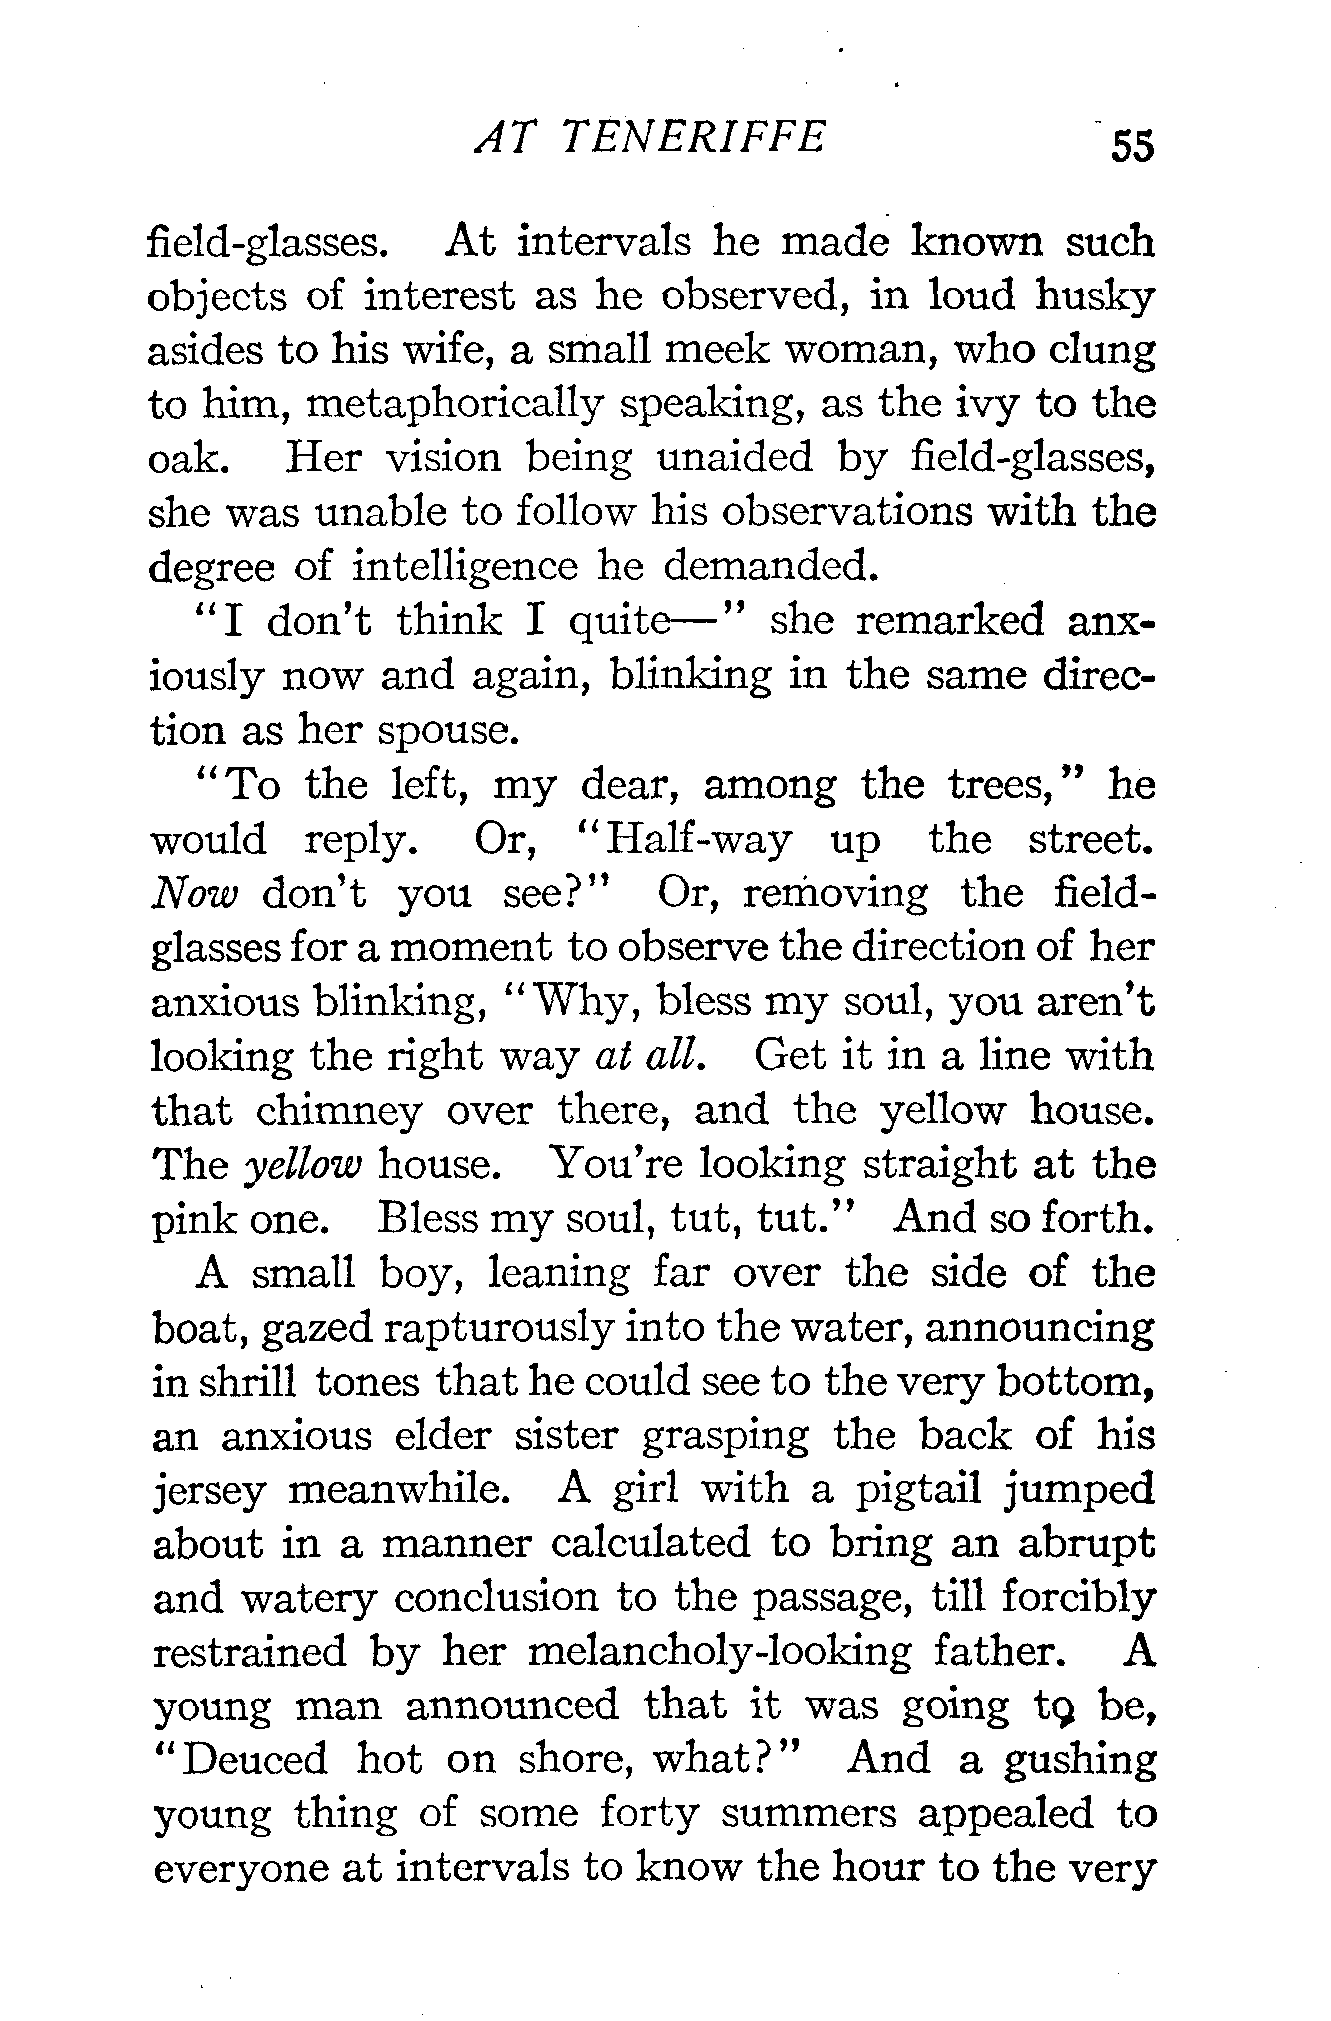 AT TENERIFFE 55
field-glasses. At intervals he made known such
objects of interest as he observed, in loud husky
asides to his wife, a small meek woman, who clung
to him, metaphorically speaking, as the ivy to the
oak. Her vision being unaided by field-glasses,
she was unable to follow his observations with the
degree of intelligence he demanded.
"I don't think I quite—" she remarked anx-
iously now and again, blinking in the same direc-
tion as her spouse.
"To the left, my dear, among the trees," he
would reply. Or, "Half-way up the street.
Now don't you see?" Or, removing the field-
glasses for a moment to observe the direction of her
anxious blinking, "Why, bless my soul, you aren't
looking the right way at all. Get it in a line with
that chimney over there, and the yellow house.
The yellow house. You're looking straight at the
pink one. Bless my soul, tut, tut." And so forth.
A small boy, leaning far over the side of the
boat, gazed rapturously into the water, announcing
in shrill tones that he could see to the very bottom,
an anxious elder sister grasping the back of his
jersey meanwhile. A girl with a pigtail jumped
about in a manner calculated to bring an abrupt
and watery conclusion to the passage, till forcibly
restrained by her melancholy-looking father. A
young man announced that it was going to be,
"Deuced hot on shore, what?" And a gushing
young thing of some forty summers appealed to
everyone at intervals to know the hour to the very